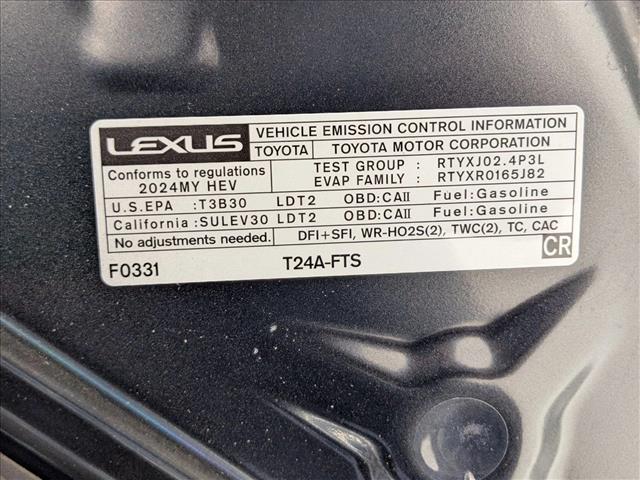 LEXUS
VEHICLE EMISSION CONTROL INFORMATION
TOYOTA TOYOTA MOTOR CORPORATION
Conforms to regulations
2024MY HEV
TEST GROUP : RTYXJ02.4P3L
EVAP FAMILY : RTYXR0165J82
U.S.EPA :T3B30 LDT2 OBD:CAII Fuel:Gasoline
California :SULEV30 LDT2 OBD:CAII Fuel:Gasoline
No adjustments needed. DFI+SFI, WR-HO2S(2), TWC(2), TC, CAC
F0331 T24A-FTS CR